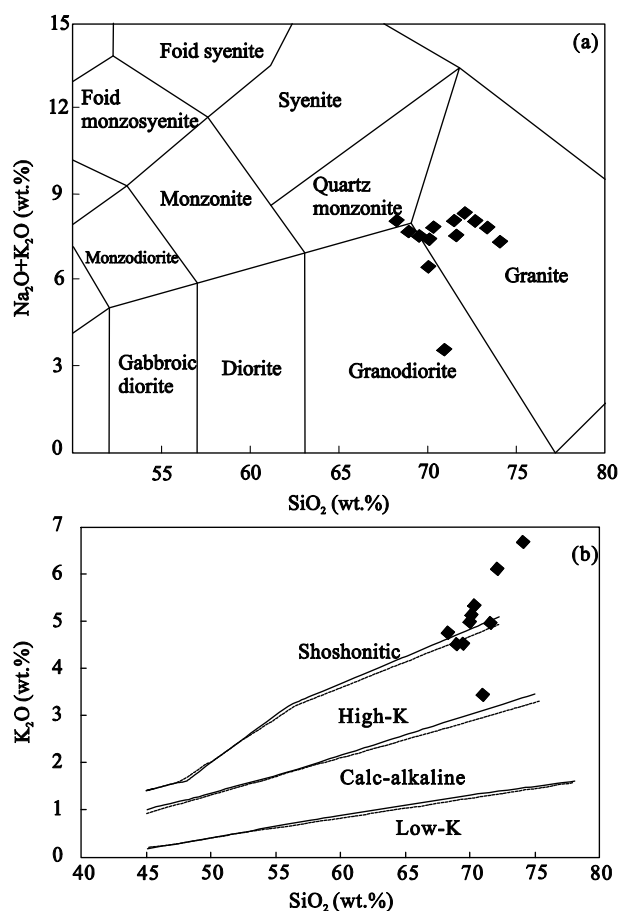 15
12
9
6
3
0
Na₂O+K₂O (wt.%)
(a)
Foid syenite
Foid
monzosyenite
Syenite
Monzonite
Quartz
monzonite
Monzodiorite
Granite
Gabbroic
diorite
Diorite
Granodiorite
55 60 65 70 75 80
SiO₂ (wt.%)
7
6
5
4
3
2
1
0
K₂O (wt.%)
(b)
Shoshonitic
High-K
Calc-alkaline
Low-K
40 45 50 55 60 65 70 75 80
SiO₂ (wt.%)